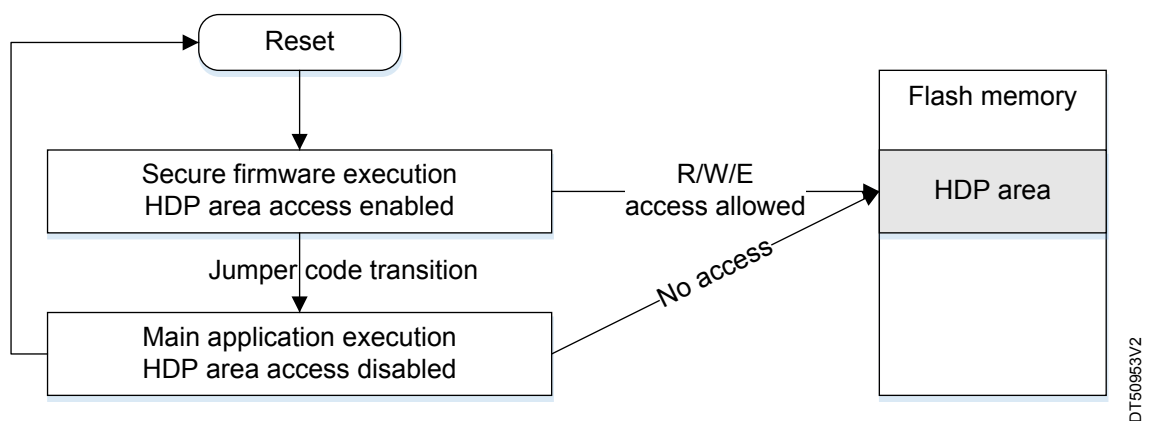 Reset
Flash memory
Secure firmware execution
HDP area access enabled
R/W/E
access allowed
HDP area
Jumper code transition
No access
Main application execution
HDP area access disabled
DT50953V2